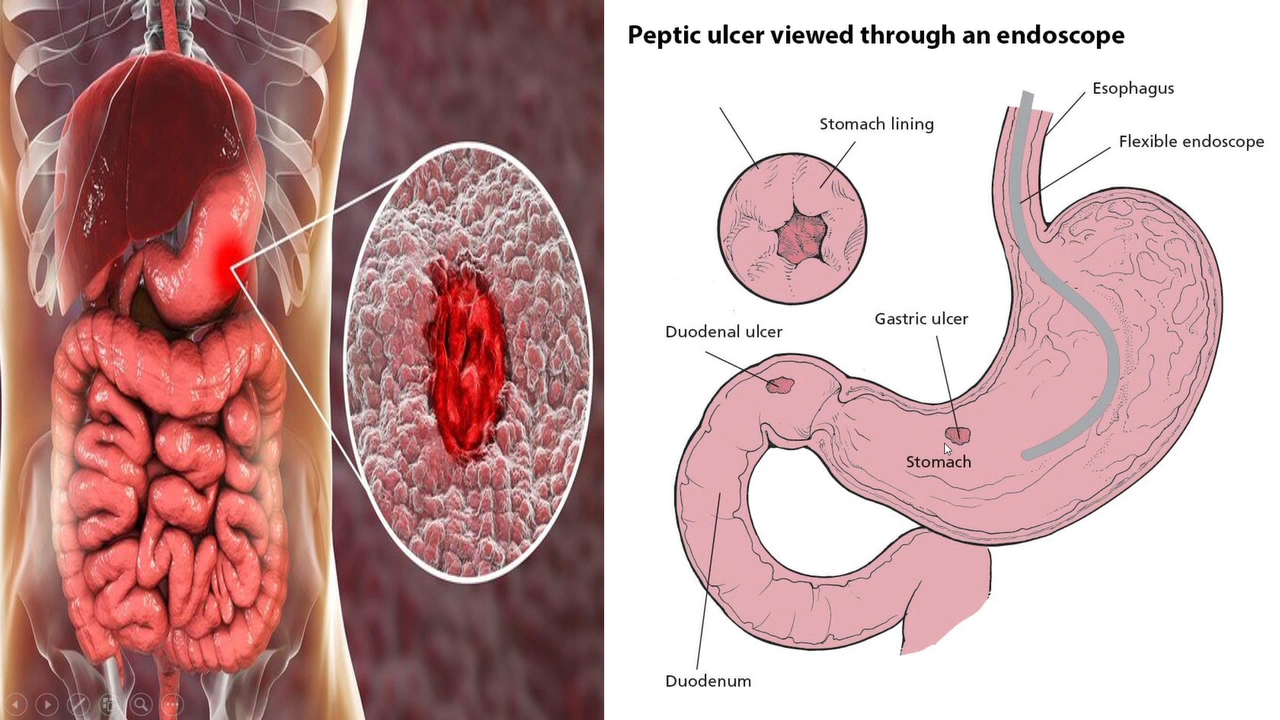 Peptic ulcer viewed through an endoscope
Esophagus
Stomach lining
Flexible endoscope
Gastric ulcer
Duodenal ulcer
Stomach
Duodenum